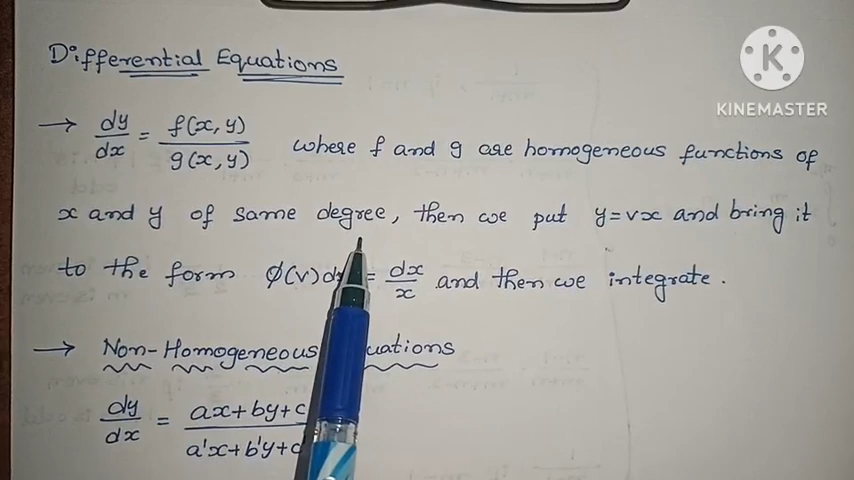 Differential Equations
K
KINEMASTER
→ dy/dx = f(x, y)/g(x, y) where f and g are homogeneous functions of
x and y of same degree, then we put y=vx and bring it
to the form ϕ(v)d = dx/x and then we integrate.
→ Non-Homogeneous quations
dy/dx = ax+by+c/a'x+b'y+c